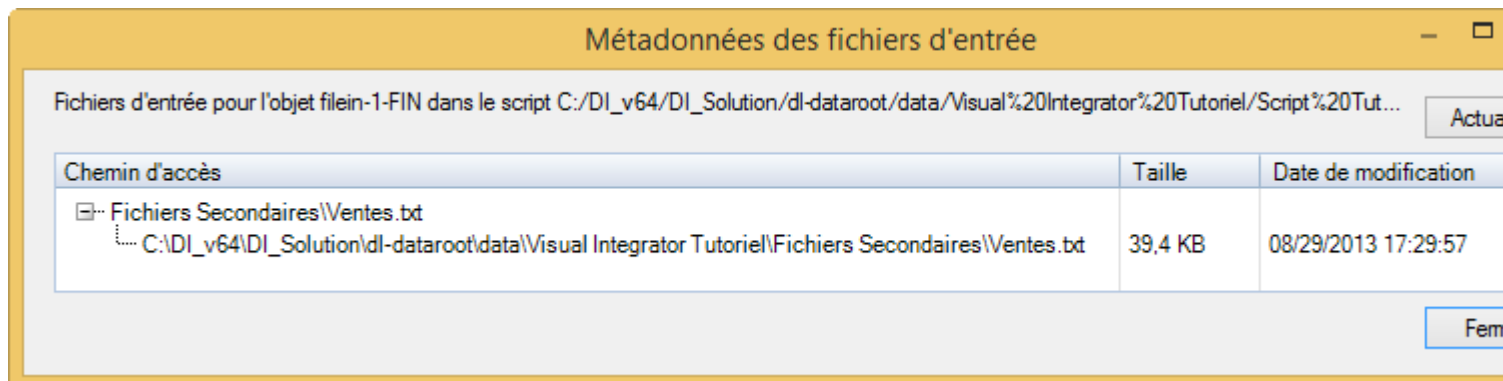 Métadonnées des fichiers d'entrée
Fichiers d'entrée pour l'objet filein-1-FIN dans le script C:/DI_v64/DI_Solution/dl-dataroot/data/Visual%20Integrator%20Tutoriel/Script%20Tut...
Actua
Chemin d'accès Taille Date de modification
Fichiers Secondaires\Ventes.txt
C:\DI_v64\DI_Solution\dl-dataroot\data\Visual Integrator Tutoriel\Fichiers Secondaires\Ventes.txt 39,4 KB 08/29/2013 17:29:57
Fem